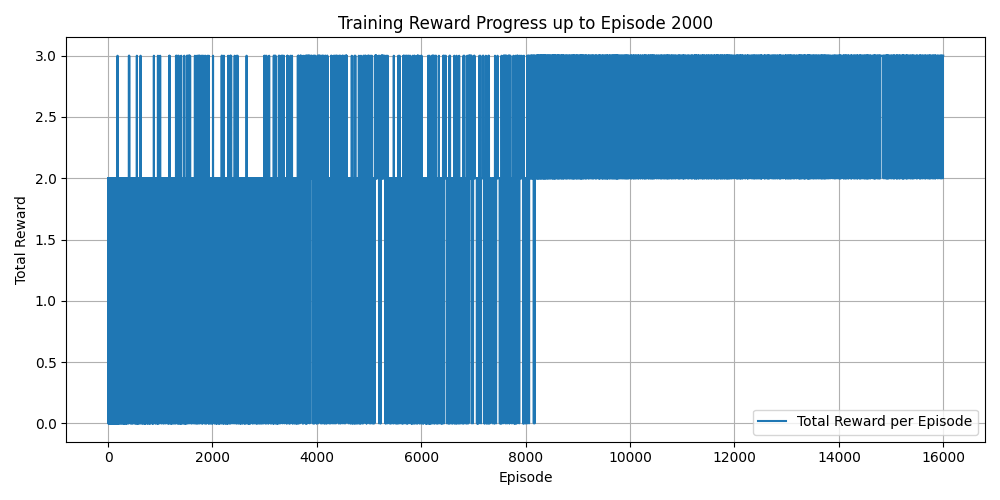 Training Reward Progress up to Episode 2000
Total Reward
3.0
2.5
2.0
1.5
1.0
0.5
0.0
0 2000 4000 6000 8000 10000 12000 14000 16000
Episode
Total Reward per Episode